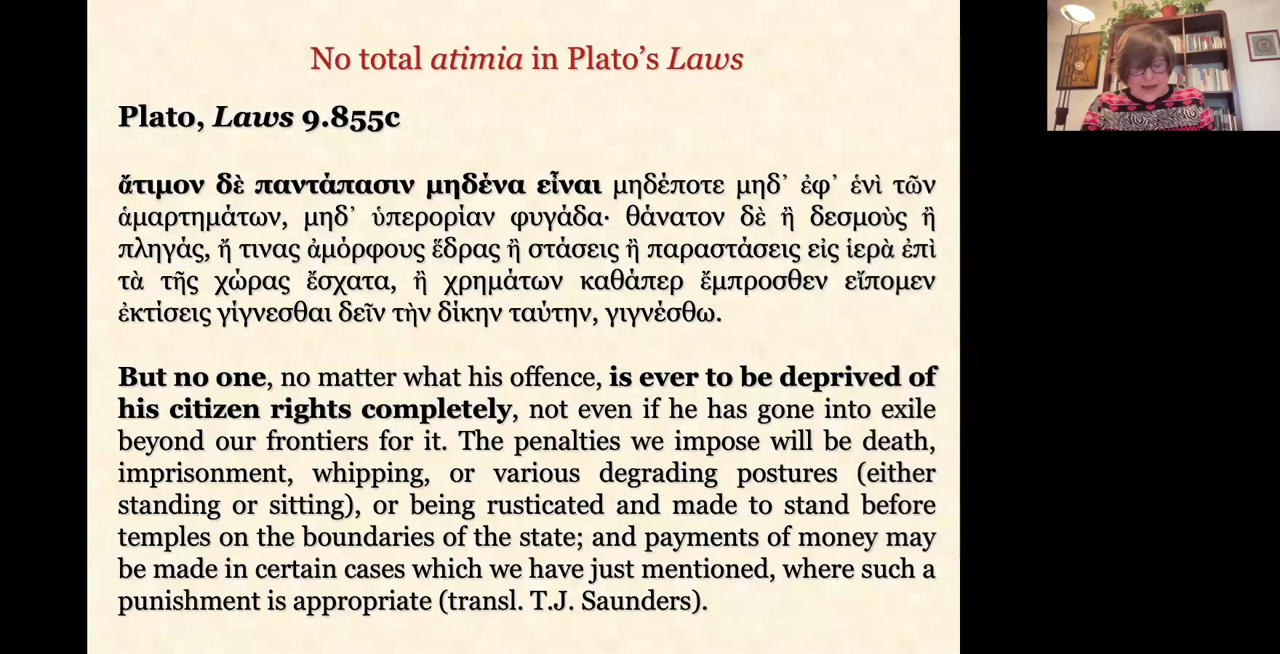 No total atimia in Plato’s Laws
Plato, Laws 9.855c
ἄτιμον δὲ παντάπασιν μηδένα εἶναι μηδέποτε μηδ᾽ ἐφ᾽ ἑνὶ τῶν
ἁμαρτημάτων, μηδ᾽ ὑπερορίαν φυγάδα· θάνατον δὲ ἢ δεσμοὺς ἢ
πληγάς, ἤ τινας ἀμόρφους ἕδρας ἢ στάσεις ἢ παραστάσεις εἰς ἱερὰ ἐπὶ
τὰ τῆς χώρας ἔσχατα, ἢ χρημάτων καθάπερ ἔμπροσθεν εἴπομεν
ἐκτίσεις γίγνεσθαι δεῖν τὴν δίκην ταύτην, γιγνέσθω.
But no one, no matter what his offence, is ever to be deprived of
his citizen rights completely, not even if he has gone into exile
beyond our frontiers for it. The penalties we impose will be death,
imprisonment, whipping, or various degrading postures (either
standing or sitting), or being rusticated and made to stand before
temples on the boundaries of the state; and payments of money may
be made in certain cases which we have just mentioned, where such a
punishment is appropriate (transl. T.J. Saunders).